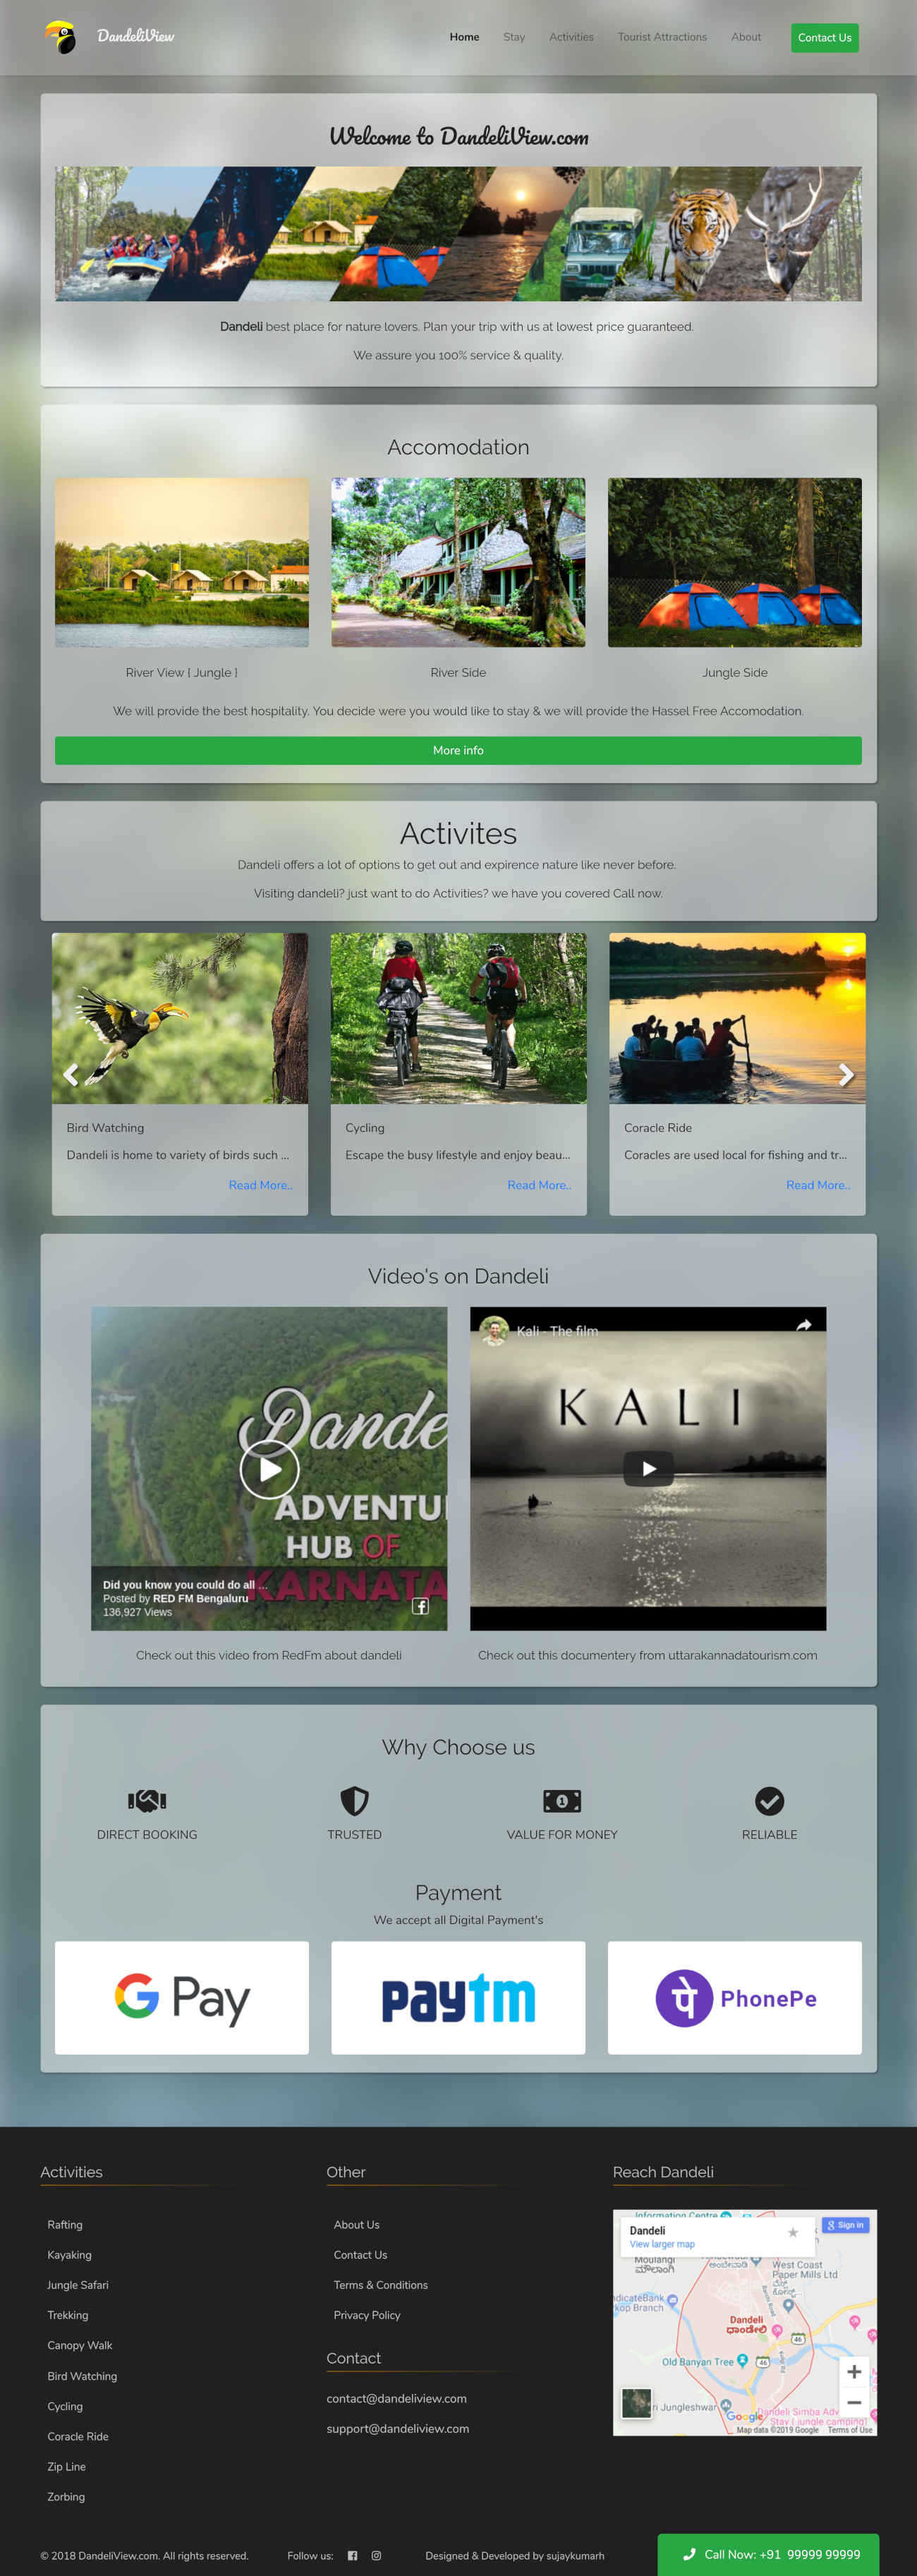 DandeliView
Home
Stay
Activities
Tourist Attractions
About
Contact Us
Welcome to DandeliView.com
Dandeli best place for nature lovers. Plan your trip with us at lowest price guaranteed.
We assure you 100% service & quality.
Accomodation
River View [ Jungle ]
River Side
Jungle Side
We will provide the best hospitality. You decide were you would like to stay & we will provide the Hassel Free Accomodation.
More info
Activites
Dandeli offers a lot of options to get out and expirence nature like never before.
Visiting dandeli? just want to do Activities? we have you covered Call now.
Bird Watching
Dandeli is home to variety of birds such ...
Read More..
Cycling
Escape the busy lifestyle and enjoy beau...
Read More..
Coracle Ride
Coracles are used local for fishing and tr...
Read More..
Video's on Dandeli
Dande
ADVENTU
HUB OF
KARNATA
Did you know you could do all ...
Posted by RED FM Bengaluru
136,927 Views
Kali - The film
KALI
Check out this video from RedFm about dandeli
Check out this documentery from uttarakannadatourism.com
Why Choose us
DIRECT BOOKING
TRUSTED
VALUE FOR MONEY
RELIABLE
Payment
We accept all Digital Payment's
G Pay
paytm
पे PhonePe
Activities
Rafting
Kayaking
Jungle Safari
Trekking
Canopy Walk
Bird Watching
Cycling
Coracle Ride
Zip Line
Zorbing
Other
About Us
Contact Us
Terms & Conditions
Privacy Policy
Contact
contact@dandeliview.com
support@dandeliview.com
Reach Dandeli
Information Centre
Dandeli
View larger map
Sign in
Moulangi
ಮೌಲಾಂಗಿ
West Coast
Paper Mills Ltd
dicateBank
kop Branch
Dandeli
ದಾಂಡೇಲಿ
46
Old Banyan Tree
46
ri Jungleshwar
Dandeli Simba Adv
Stay | jungle camping|
Google
Map data ©2019 Google
Terms of Use
© 2018 DandeliView.com. All rights reserved.
Follow us:
Designed & Developed by sujaykumarh
Call Now: +91 99999 99999